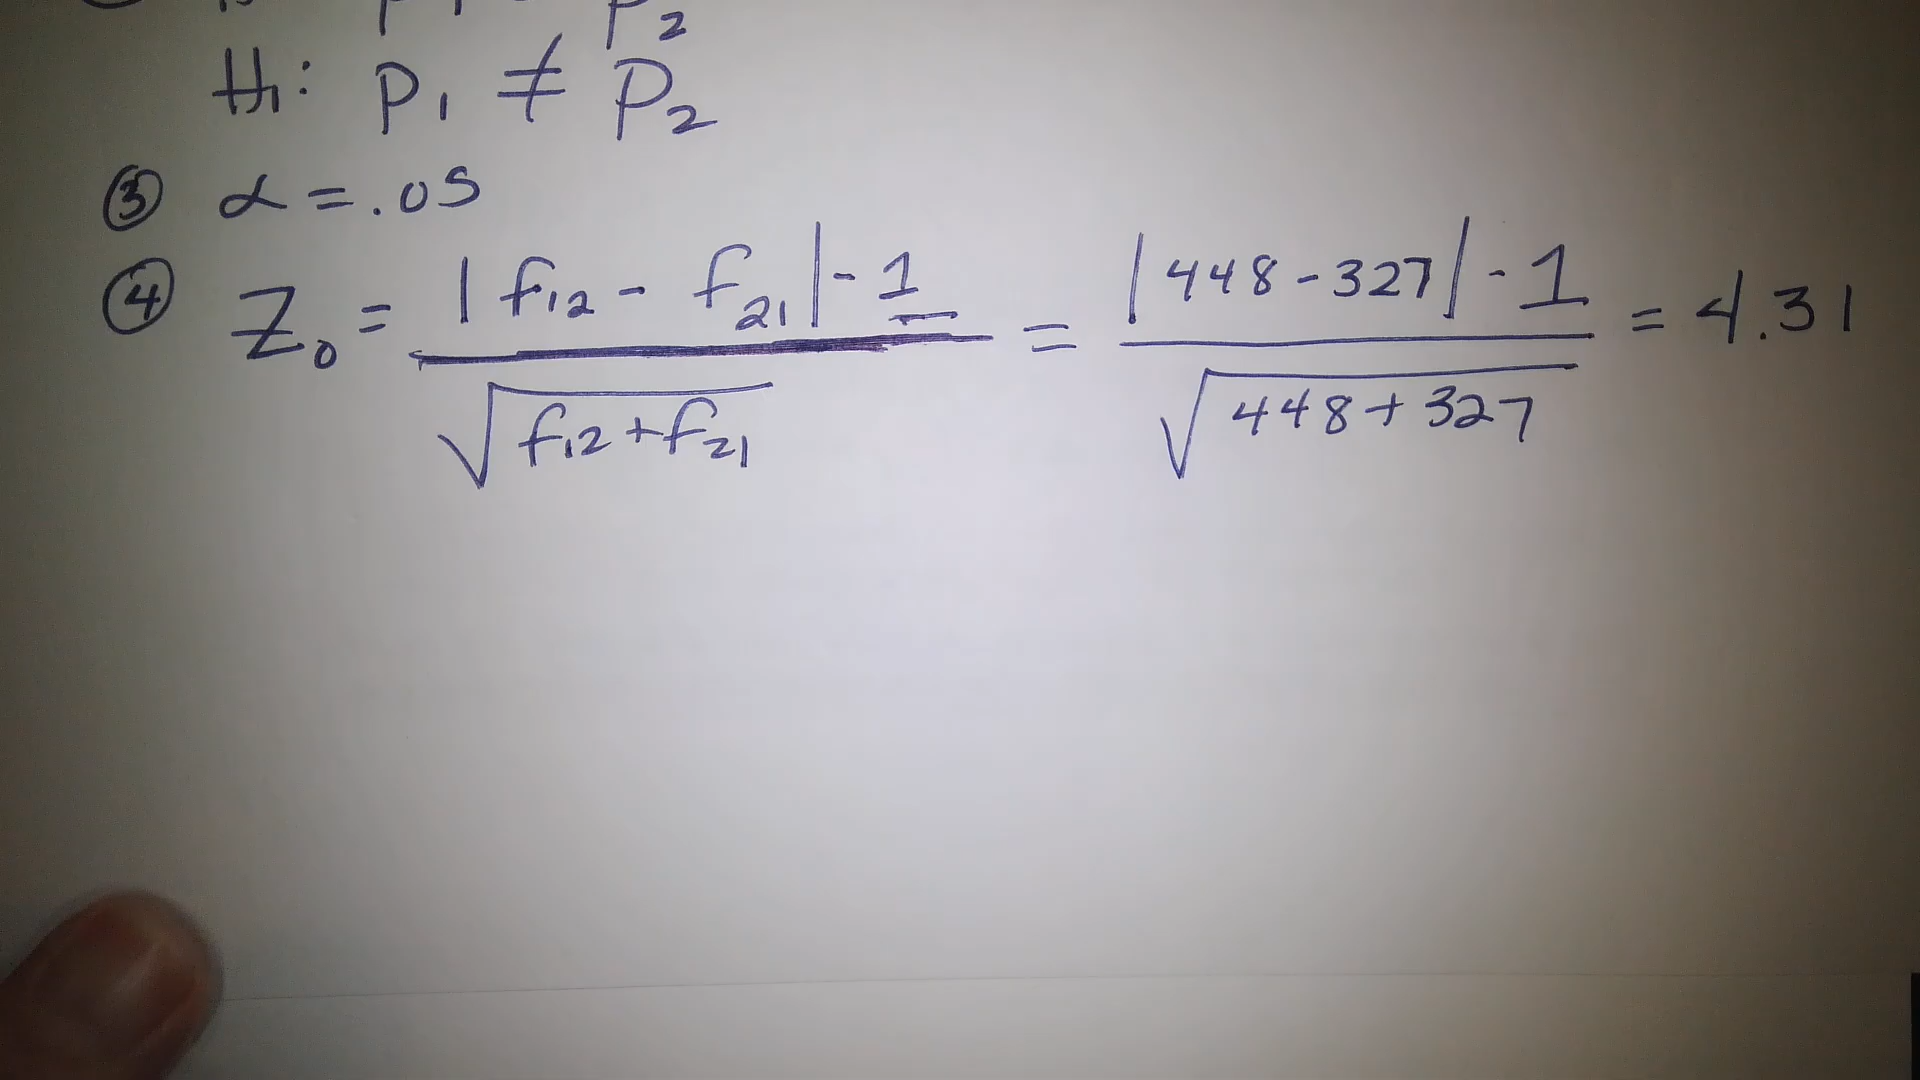 P2
H1: P1 ≠ P2
③ α = .05
④ Z0 = (|f12 - f21| - 1) / √(f12 + f21) = (|448 - 327| - 1) / √(448 + 327) = 4.31